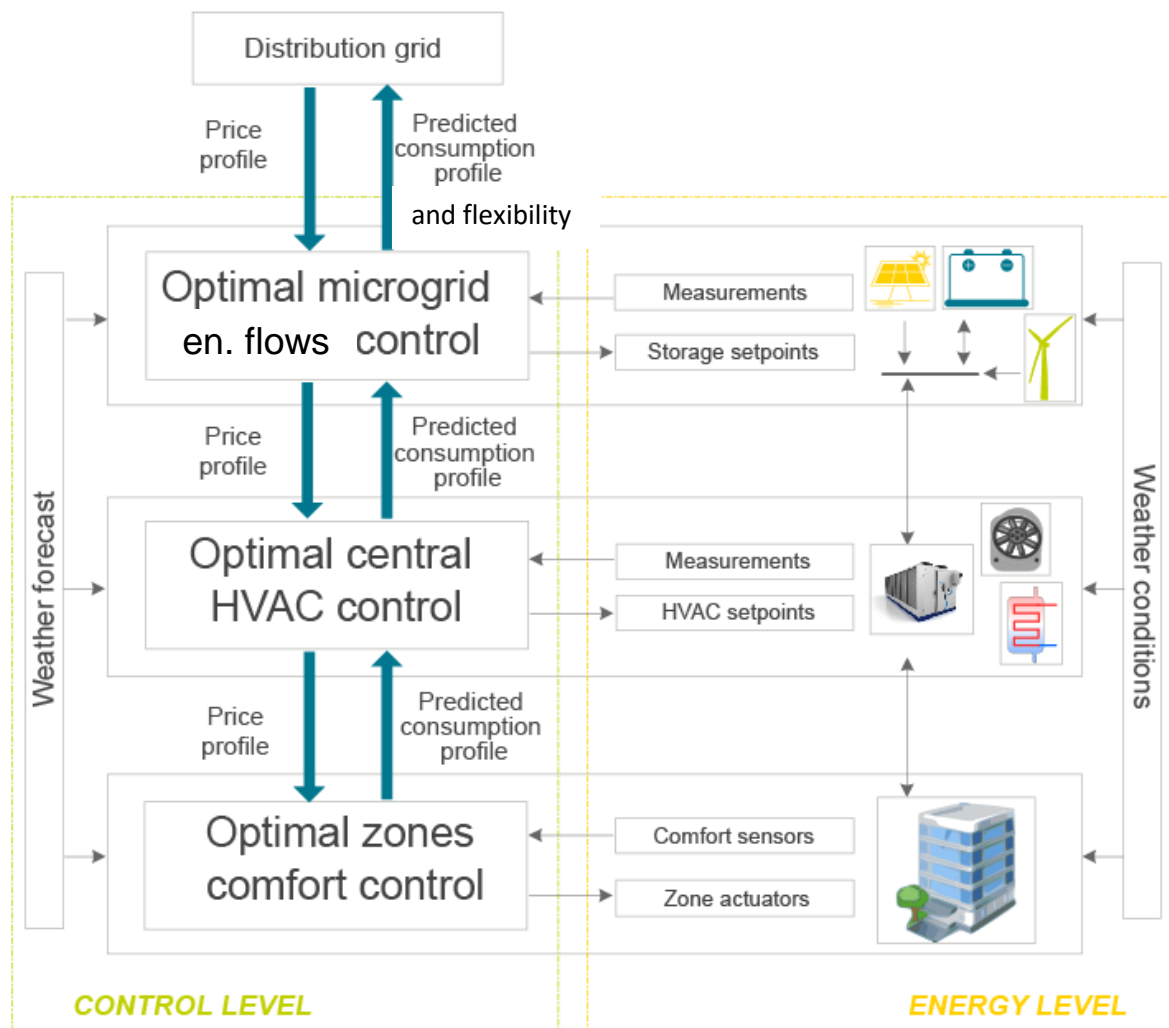 Distribution grid
Price
profile
Predicted
consumption
profile
and flexibility
Optimal microgrid
en. flows control
Measurements
Storage setpoints
Price
profile
Predicted
consumption
profile
Optimal central
HVAC control
Measurements
HVAC setpoints
Price
profile
Predicted
consumption
profile
Optimal zones
comfort control
Comfort sensors
Zone actuators
Weather forecast
Weather conditions
CONTROL LEVEL
ENERGY LEVEL